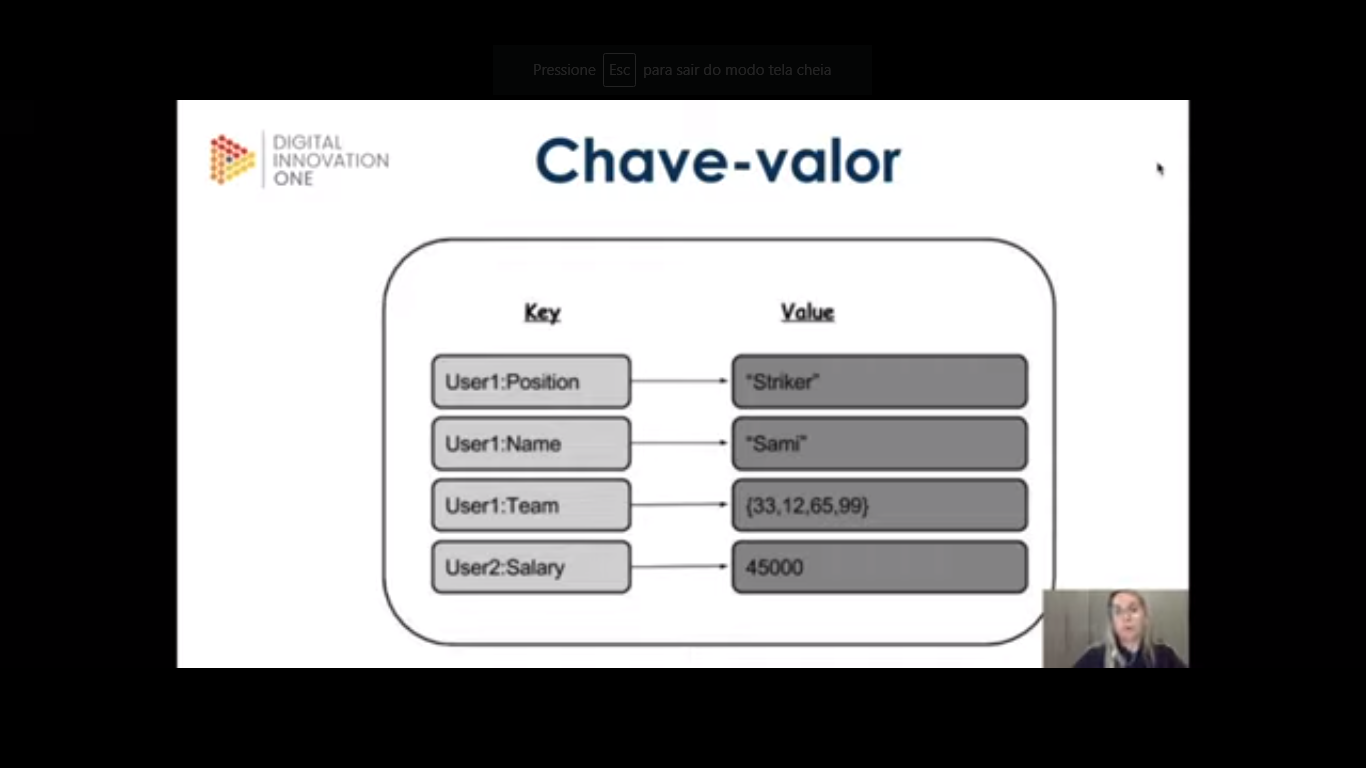 Pressione Esc para sair do modo tela cheia
DIGITAL
INNOVATION
ONE
Chave-valor
Key Value
User1:Position “Striker”
User1:Name “Sami”
User1:Team {33,12,65,99}
User2:Salary 45000